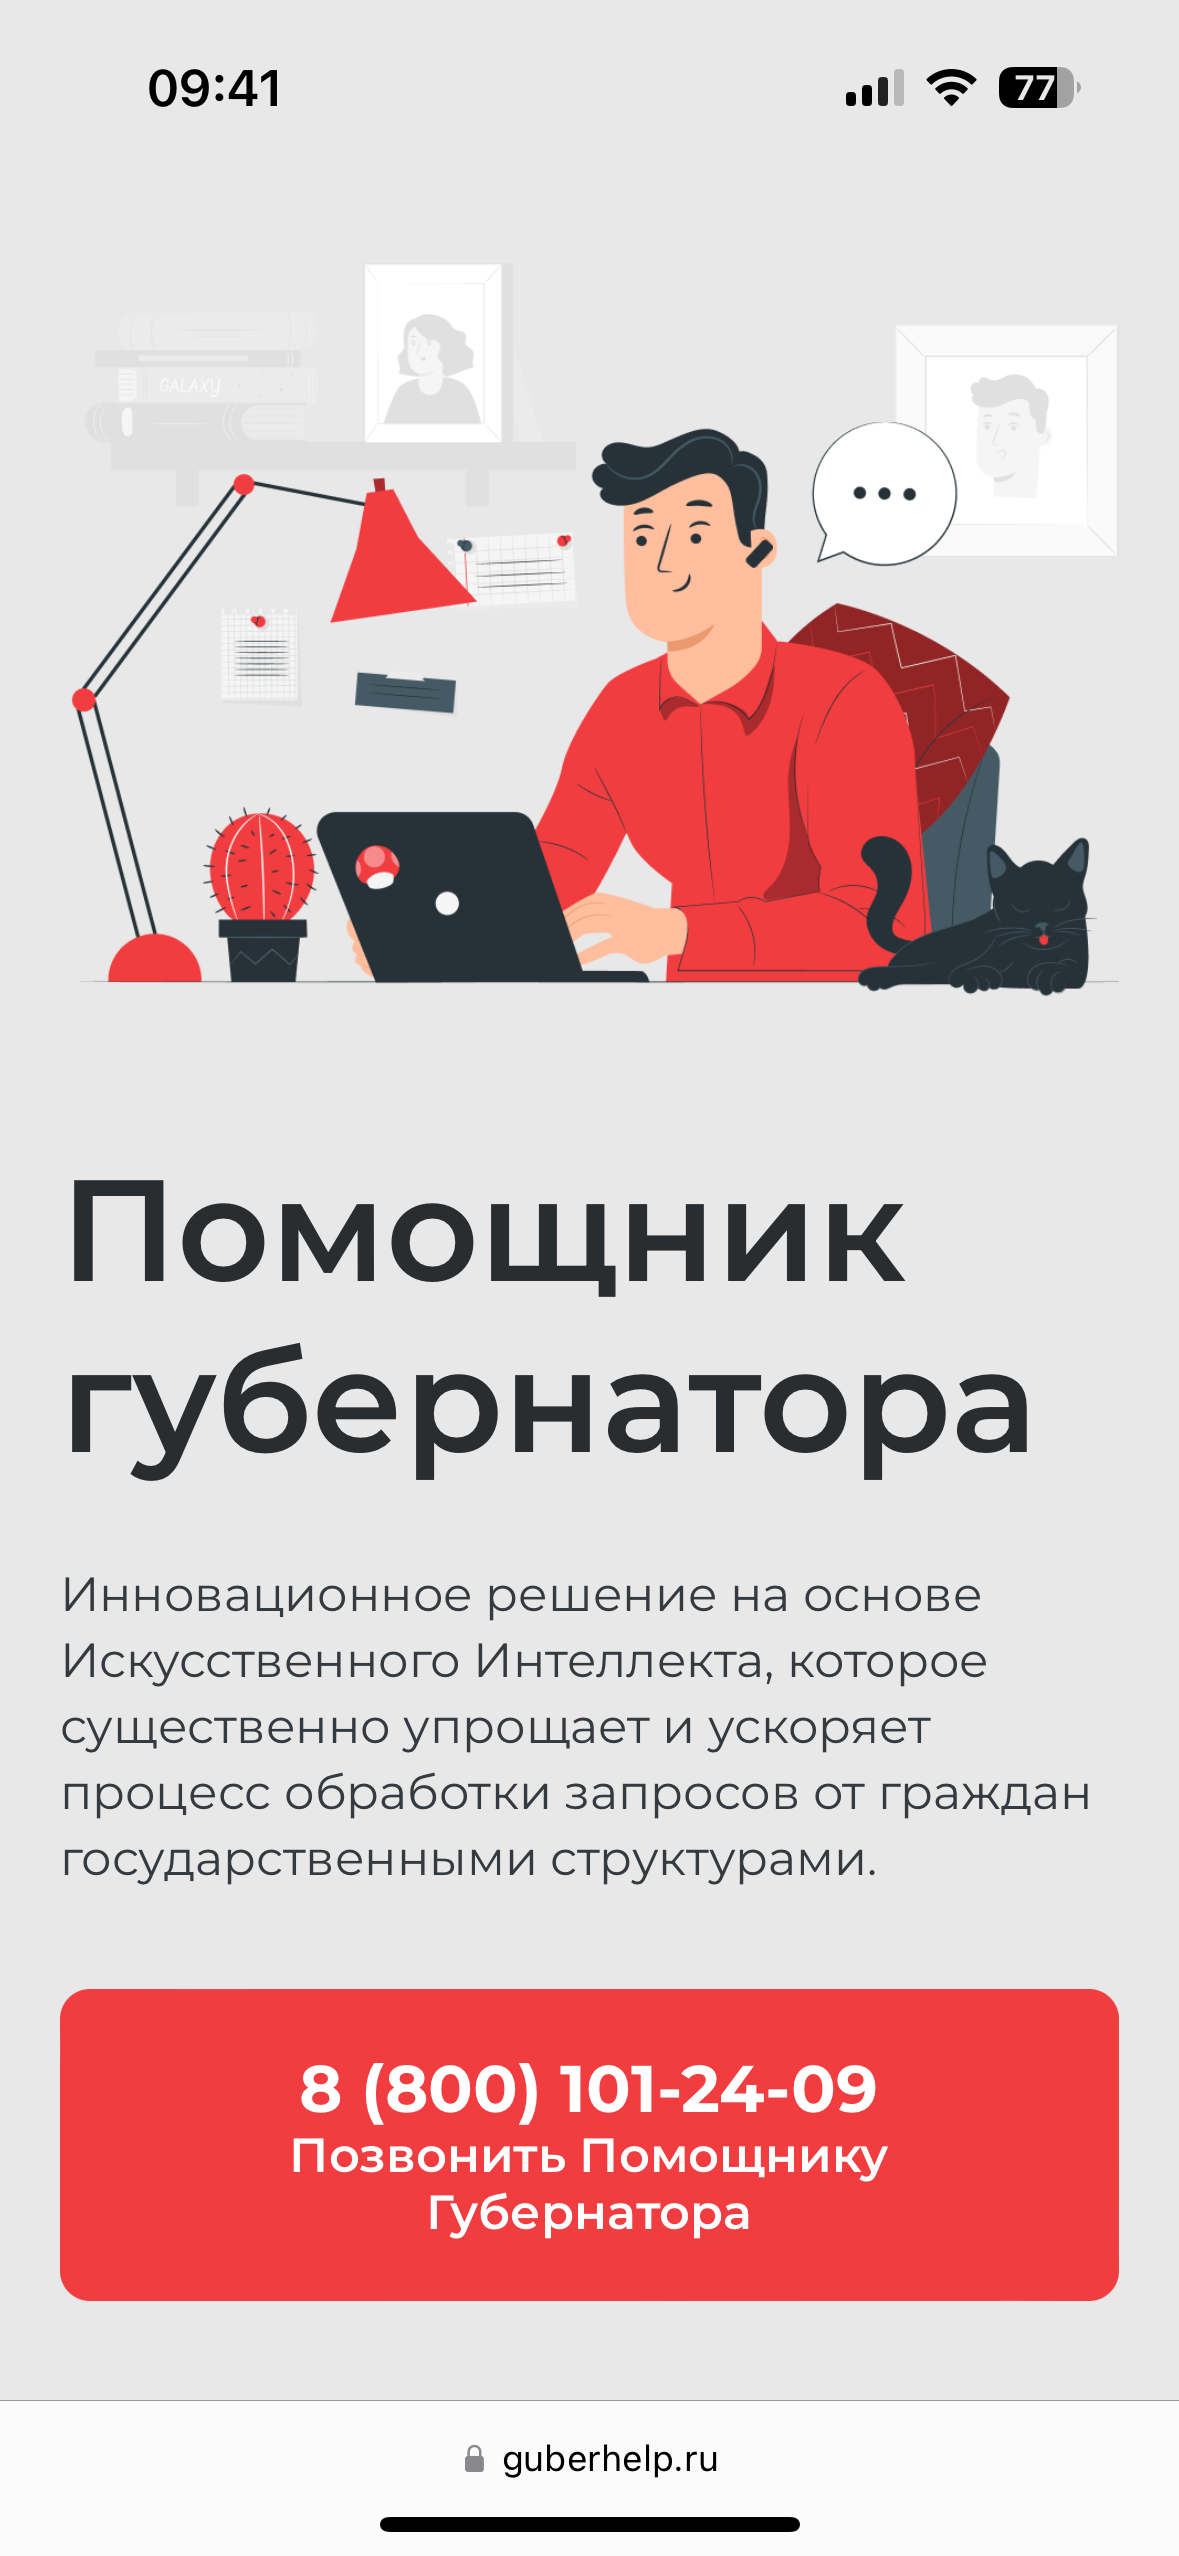 09:41
77
GALAXY
Помощник
губернатора
Инновационное решение на основе
Искусственного Интеллекта, которое
существенно упрощает и ускоряет
процесс обработки запросов от граждан
государственными структурами.
8 (800) 101-24-09
Позвонить Помощнику
Губернатора
guberhelp.ru